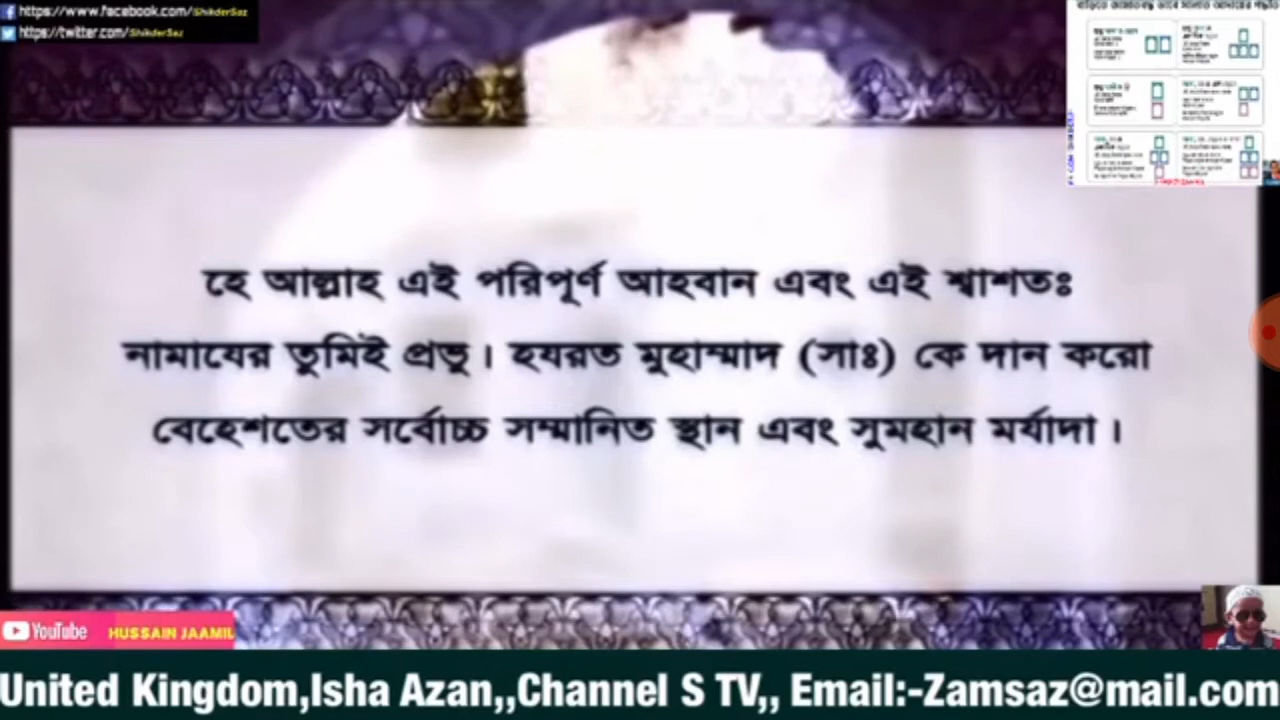 https://www.facebook.com/ShikderSaz
https://twitter.com/ShikderSaz
হে আল্লাহ এই পরিপূর্ণ আহবান এবং এই শ্বাশতঃ
নামাযের তুমিই প্রভু। হযরত মুহাম্মাদ (সাঃ) কে দান করো
বেহেশতের সর্বোচ্চ সম্মানিত স্থান এবং সুমহান মর্যাদা।
YouTube HUSSAIN JAAMIL
United Kingdom,Isha Azan,,Channel S TV,, Email:-Zamsaz@mail.com